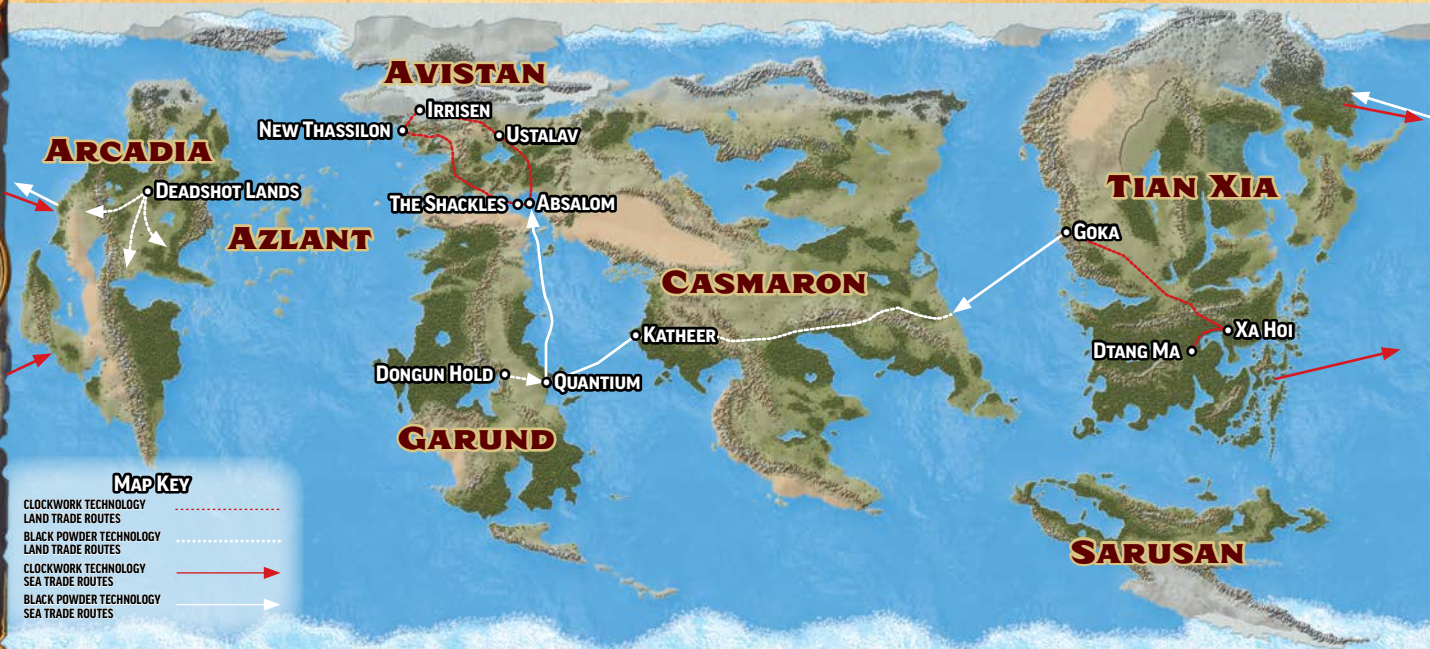 AVISTAN
IRRISEN
NEW THASSILON
USTALAV
ARCADIA
DEADSHOT LANDS
TIAN XIA
THE SHACKLES
ABSALOM
AZLANT
GOKA
CASMARON
KATHEER
XA HOI
DTANG MA
DONGUN HOLD
QUANTIUM
GARUND
SARUSAN
MAP KEY
CLOCKWORK TECHNOLOGY
LAND TRADE ROUTES
BLACK POWDER TECHNOLOGY
LAND TRADE ROUTES
CLOCKWORK TECHNOLOGY
SEA TRADE ROUTES
BLACK POWDER TECHNOLOGY
SEA TRADE ROUTES